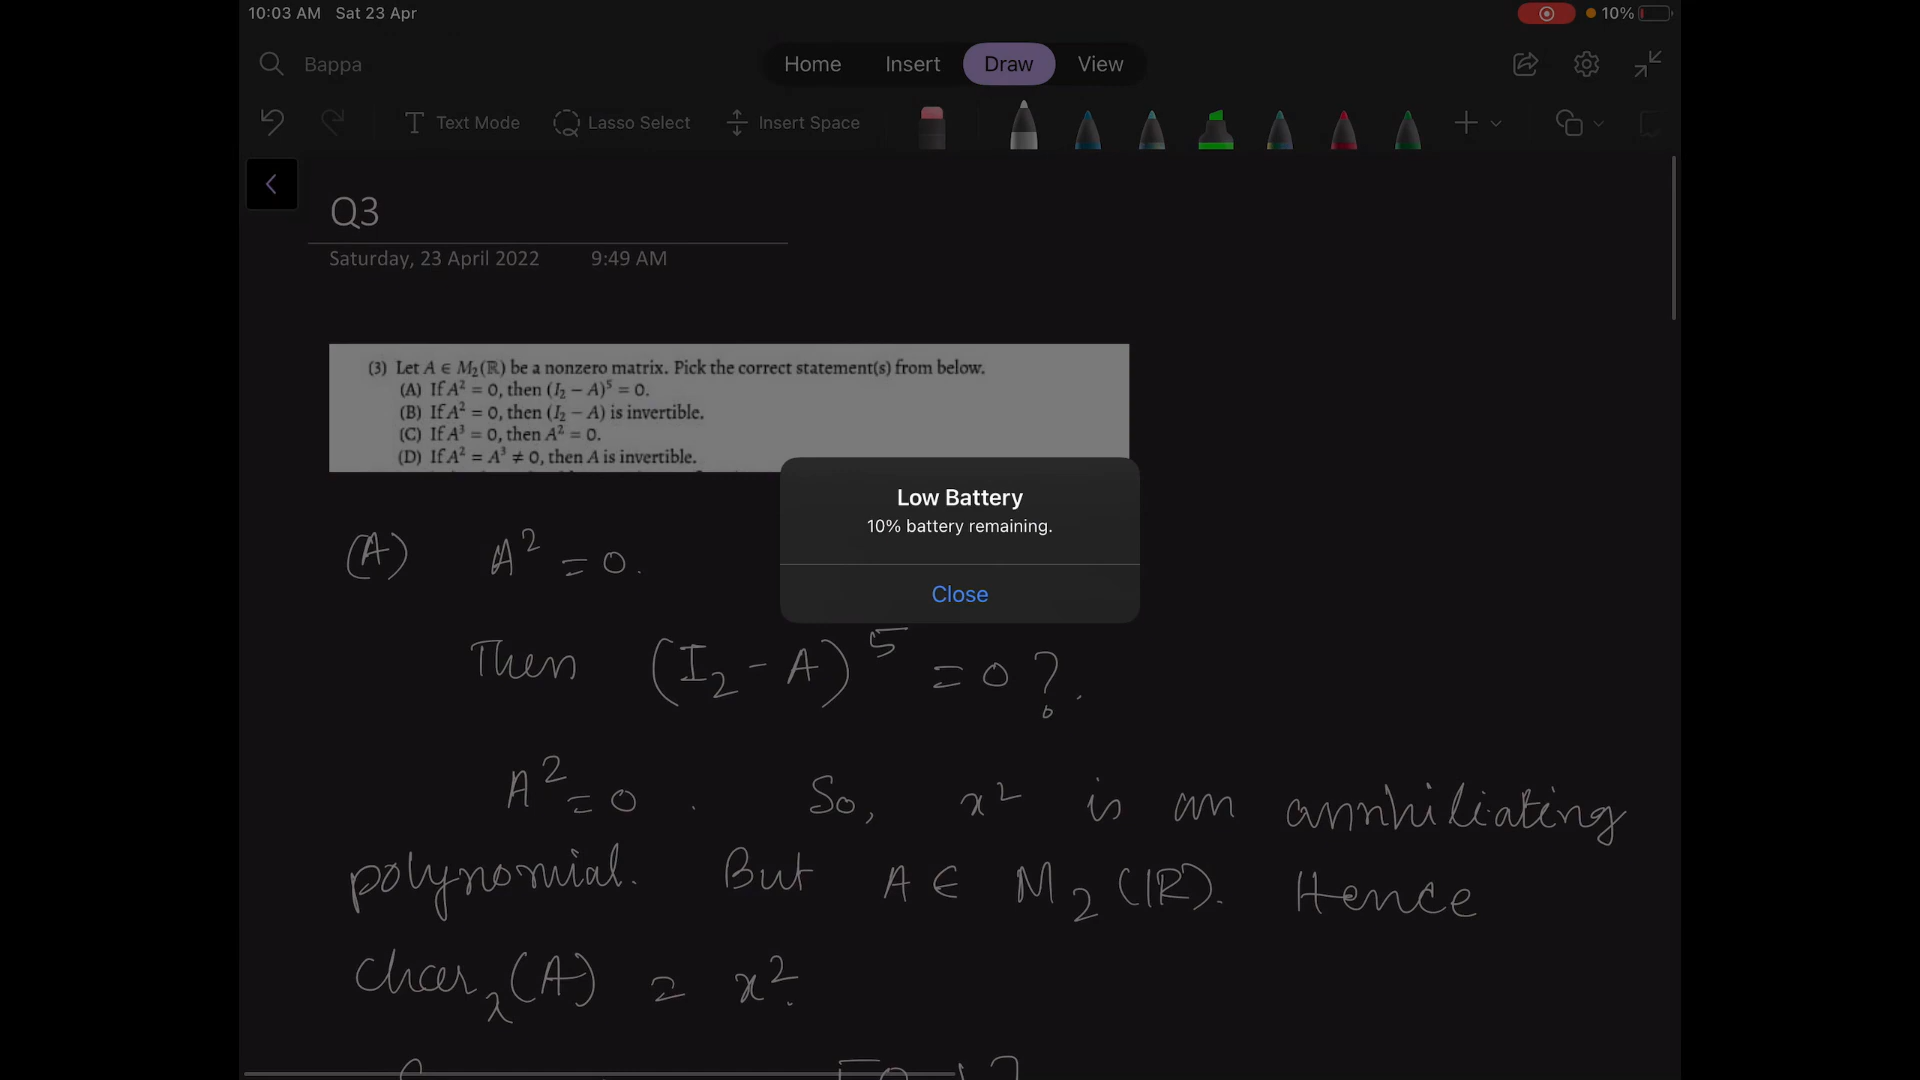 10:03 AM Sat 23 Apr 10%
Bappa Home Insert Draw View
Text Mode Lasso Select Insert Space
Q3
Saturday, 23 April 2022 9:49 AM
(3) Let A ∈ M₂(ℝ) be a nonzero matrix. Pick the correct statement(s) from below.
(A) If A² = 0, then (I₂ − A)⁵ = 0.
(B) If A² = 0, then (I₂ − A) is invertible.
(C) If A³ = 0, then A² = 0.
(D) If A² = A³ ≠ 0, then A is invertible.
Low Battery
10% battery remaining.
Close
(A) A² = 0.
Then (I₂ − A)⁵ = 0 ?.
A² = 0 . So, x² is an annhiliating
polynomial. But A ∈ M₂(ℝ). Hence
Char_λ(A) = x².